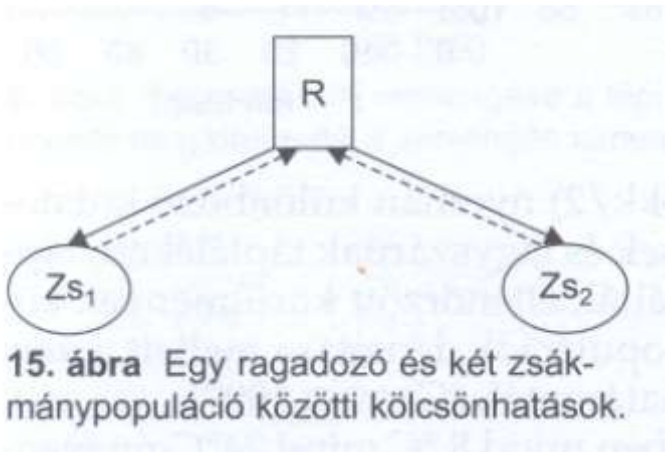 R
Zs₁
Zs₂
15. ábra Egy ragadozó és két zsák-
mánypopuláció közötti kölcsönhatások.